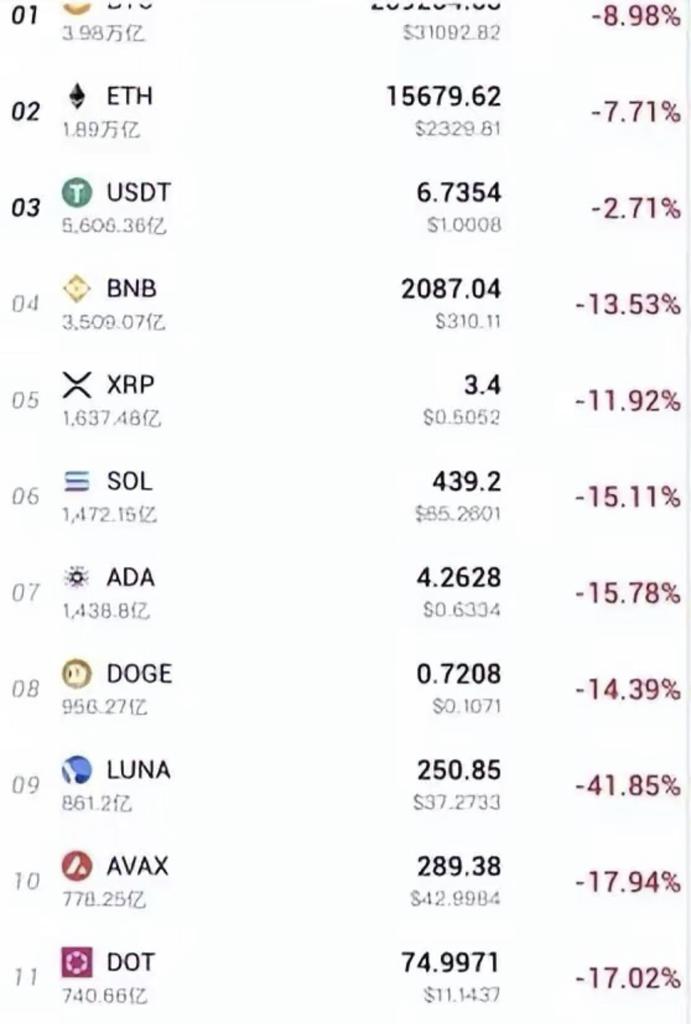 01
-8.98%
3.98万亿 $31092.82
02 ETH 15679.62 -7.71%
1.89万亿 $2329.81
03 USDT 6.7354 -2.71%
5,606.36亿 $1.0008
04 BNB 2087.04 -13.53%
3,509.07亿 $310.11
05 XRP 3.4 -11.92%
1,637.48亿 $0.5052
06 SOL 439.2 -15.11%
1,472.15亿 $65.2601
07 ADA 4.2628 -15.78%
1,438.8亿 $0.6334
08 DOGE 0.7208 -14.39%
956.27亿 $0.1071
09 LUNA 250.85 -41.85%
861.2亿 $37.2733
10 AVAX 289.38 -17.94%
778.25亿 $42.9984
11 DOT 74.9971 -17.02%
740.66亿 $11.1437